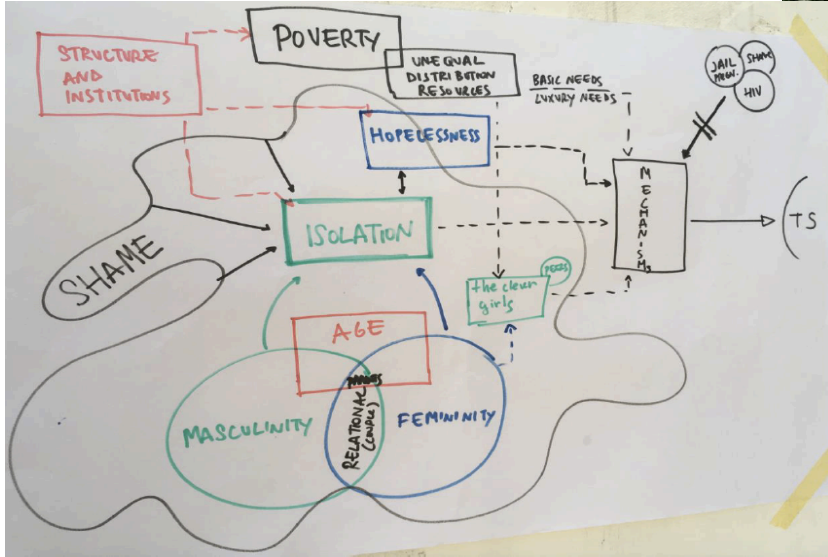 STRUCTURE
AND
INSTITUTIONS
POVERTY
UNEQUAL
DISTRIBUTION
RESOURCES
BASIC NEEDS
LUXURY NEEDS
JAIL
SHAME
HIV
HOPELESSNESS
MECHANISMS
TS
ISOLATION
SHAME
PEERS
the clever
girls
AGE
MASCULINITY
RELATIONAL
(COUPLE)
FEMININITY